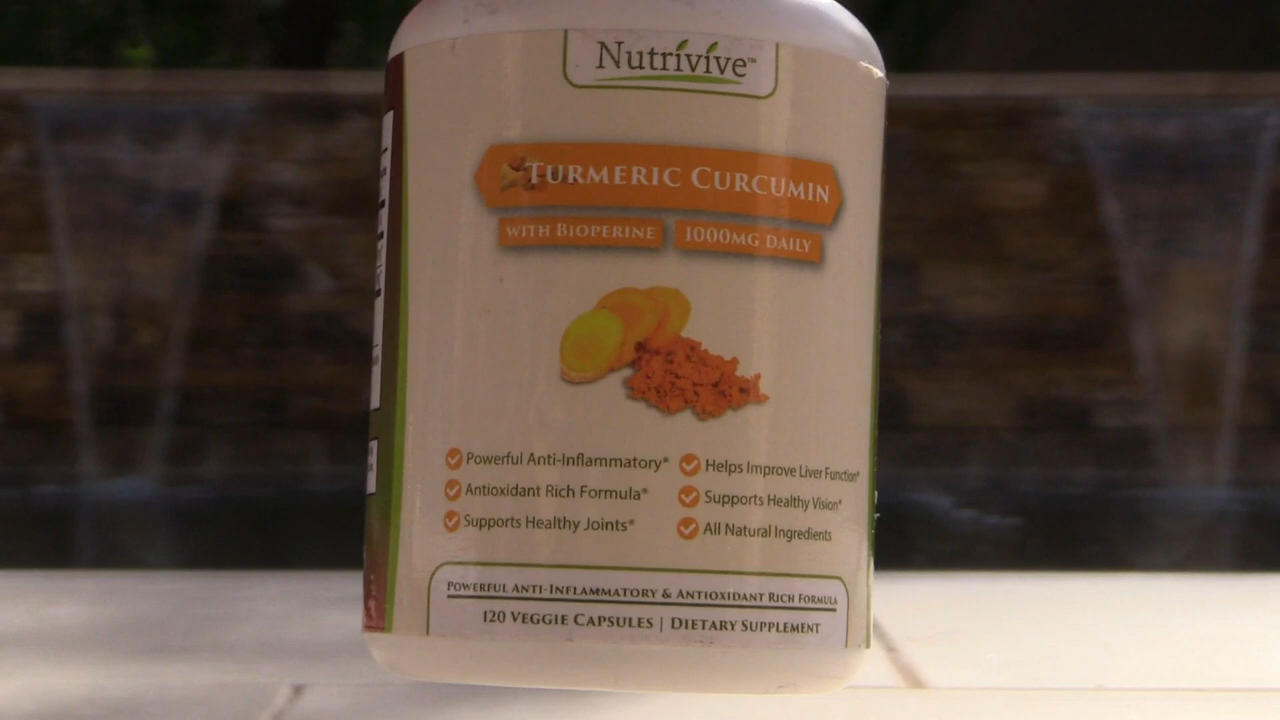 Nutrivive™
TURMERIC CURCUMIN
WITH BIOPERINE 1000MG DAILY
Powerful Anti-Inflammatory*
Antioxidant Rich Formula*
Supports Healthy Joints*
Helps Improve Liver Function*
Supports Healthy Vision*
All Natural Ingredients
POWERFUL ANTI-INFLAMMATORY & ANTIOXIDANT RICH FORMULA
120 VEGGIE CAPSULES | DIETARY SUPPLEMENT